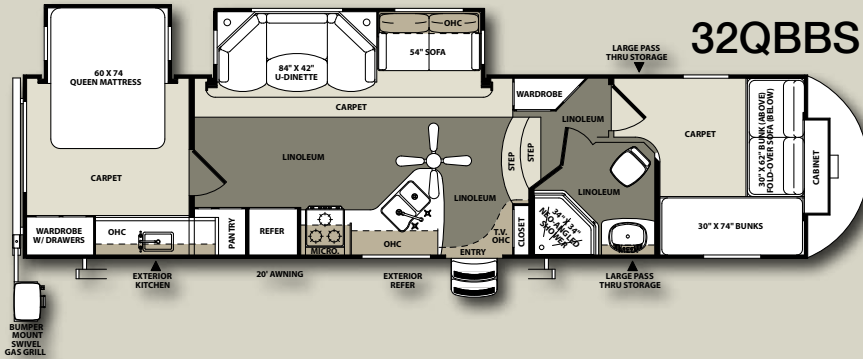 32QBBS
OHC
54" SOFA
60 X 74
QUEEN MATTRESS
84" X 42"
U-DINETTE
LARGE PASS
THRU STORAGE
WARDROBE
CARPET
LINOLEUM
CARPET
30" X 62" BUNK (ABOVE)
FOLD-OVER SOFA (BELOW)
CABINET
CARPET
LINOLEUM
STEP
STEP
LINOLEUM
LINOLEUM
34" X 34"
NEO-ANGLED
SHOWER
30" X 74" BUNKS
WARDROBE
W/ DRAWERS
OHC
PANTRY
REFER
MICRO.
OHC
T.V.
OHC
CLOSET
ENTRY
EXTERIOR
KITCHEN
20' AWNING
EXTERIOR
REFER
LARGE PASS
THRU STORAGE
BUMPER
MOUNT
SWIVEL
GAS GRILL